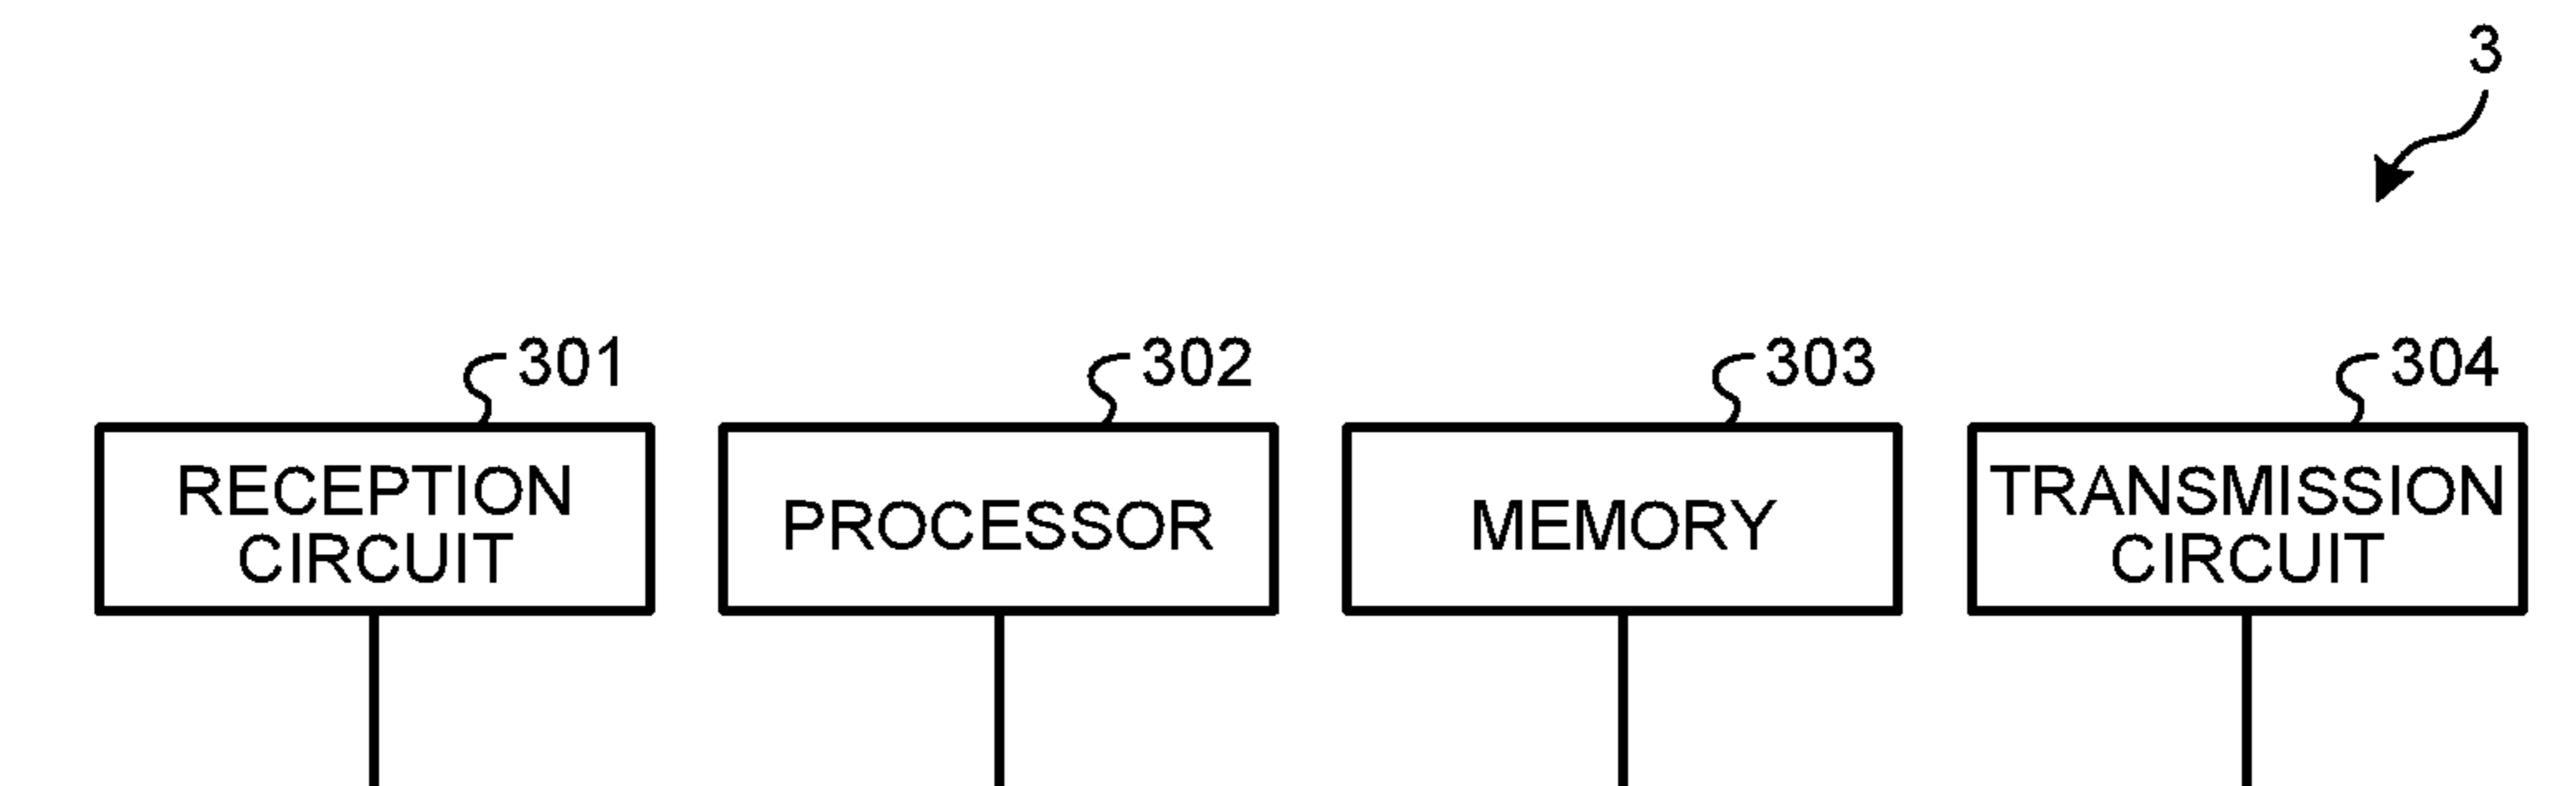 3
301
302
303
304
RECEPTION
CIRCUIT
PROCESSOR
MEMORY
TRANSMISSION
CIRCUIT